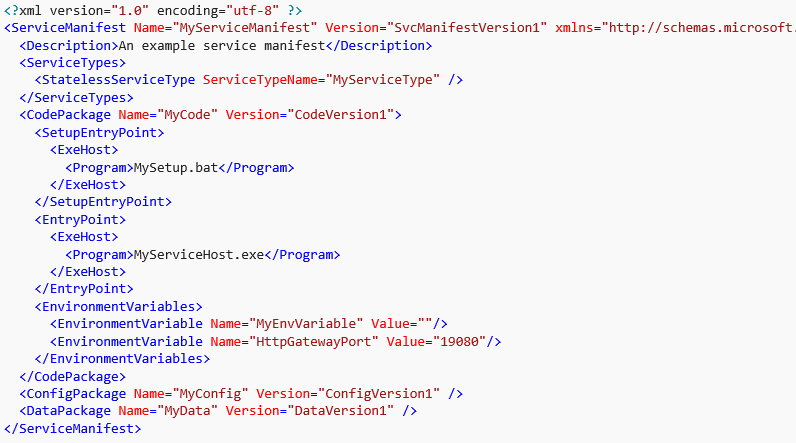 <?xml version="1.0" encoding="utf-8" ?>
<ServiceManifest Name="MyServiceManifest" Version="SvcManifestVersion1" xmlns="http://schemas.microsoft.
  <Description>An example service manifest</Description>
  <ServiceTypes>
    <StatelessServiceType ServiceTypeName="MyServiceType" />
  </ServiceTypes>
  <CodePackage Name="MyCode" Version="CodeVersion1">
    <SetupEntryPoint>
      <ExeHost>
        <Program>MySetup.bat</Program>
      </ExeHost>
    </SetupEntryPoint>
    <EntryPoint>
      <ExeHost>
        <Program>MyServiceHost.exe</Program>
      </ExeHost>
    </EntryPoint>
    <EnvironmentVariables>
      <EnvironmentVariable Name="MyEnvVariable" Value=""/>
      <EnvironmentVariable Name="HttpGatewayPort" Value="19080"/>
    </EnvironmentVariables>
  </CodePackage>
  <ConfigPackage Name="MyConfig" Version="ConfigVersion1" />
  <DataPackage Name="MyData" Version="DataVersion1" />
</ServiceManifest>